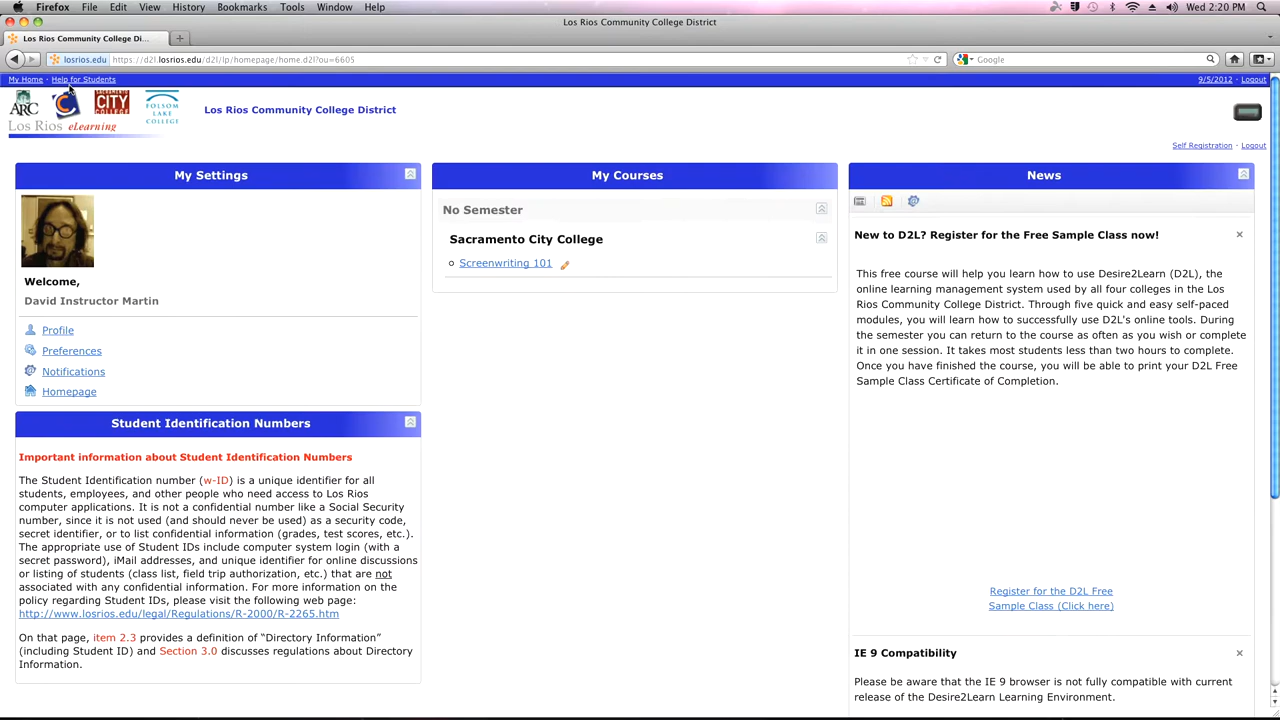 Firefox File Edit View History Bookmarks Tools Window Help
Wed 2:20 PM
Los Rios Community College District
Los Rios Community College Di...
losrios.edu https://d2l.losrios.edu/d2l/lp/homepage/home.d2l?ou=6605
Google
My Home · Help for Students
9/5/2012 · Logout
ARC
C
SACRAMENTO CITY COLLEGE
FOLSOM LAKE COLLEGE
Los Rios eLearning
Los Rios Community College District
Self Registration · Logout
My Settings
Welcome,
David Instructor Martin
Profile
Preferences
Notifications
Homepage
Student Identification Numbers
Important information about Student Identification Numbers
The Student Identification number (w-ID) is a unique identifier for all
students, employees, and other people who need access to Los Rios
computer applications. It is not a confidential number like a Social Security
number, since it is not used (and should never be used) as a security code,
secret identifier, or to list confidential information (grades, test scores, etc.).
The appropriate use of Student IDs include computer system login (with a
secret password), iMail addresses, and unique identifier for online discussions
or listing of students (class list, field trip authorization, etc.) that are not
associated with any confidential information. For more information on the
policy regarding Student IDs, please visit the following web page:
http://www.losrios.edu/legal/Regulations/R-2000/R-2265.htm
On that page, item 2.3 provides a definition of “Directory Information”
(including Student ID) and Section 3.0 discusses regulations about Directory
Information.
My Courses
No Semester
Sacramento City College
Screenwriting 101
News
New to D2L? Register for the Free Sample Class now!
This free course will help you learn how to use Desire2Learn (D2L), the
online learning management system used by all four colleges in the Los
Rios Community College District. Through five quick and easy self-paced
modules, you will learn how to successfully use D2L's online tools. During
the semester you can return to the course as often as you wish or complete
it in one session. It takes most students less than two hours to complete.
Once you have finished the course, you will be able to print your D2L Free
Sample Class Certificate of Completion.
Register for the D2L Free
Sample Class (Click here)
IE 9 Compatibility
Please be aware that the IE 9 browser is not fully compatible with current
release of the Desire2Learn Learning Environment.